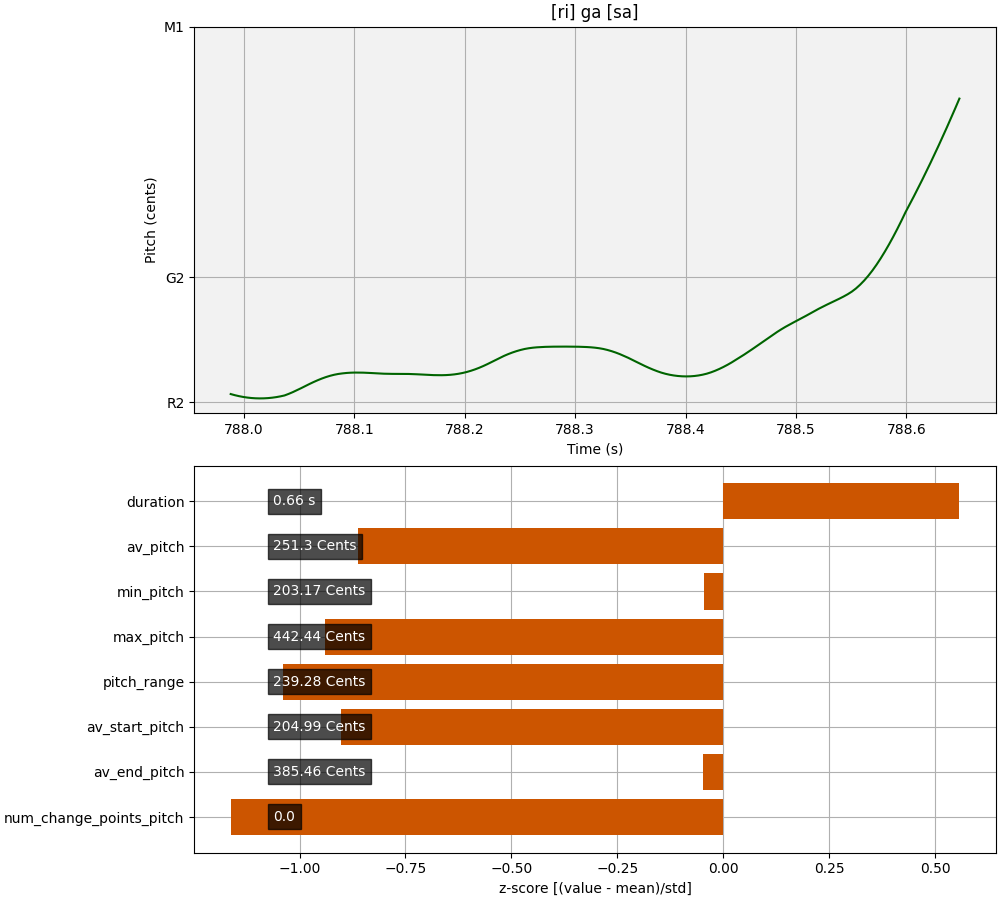 [ri] ga [sa]
M1
G2
R2
Pitch (cents)
788.0 788.1 788.2 788.3 788.4 788.5 788.6
Time (s)
duration 0.66 s
av_pitch 251.3 Cents
min_pitch 203.17 Cents
max_pitch 442.44 Cents
pitch_range 239.28 Cents
av_start_pitch 204.99 Cents
av_end_pitch 385.46 Cents
num_change_points_pitch 0.0
−1.00 −0.75 −0.50 −0.25 0.00 0.25 0.50
z-score [(value - mean)/std]